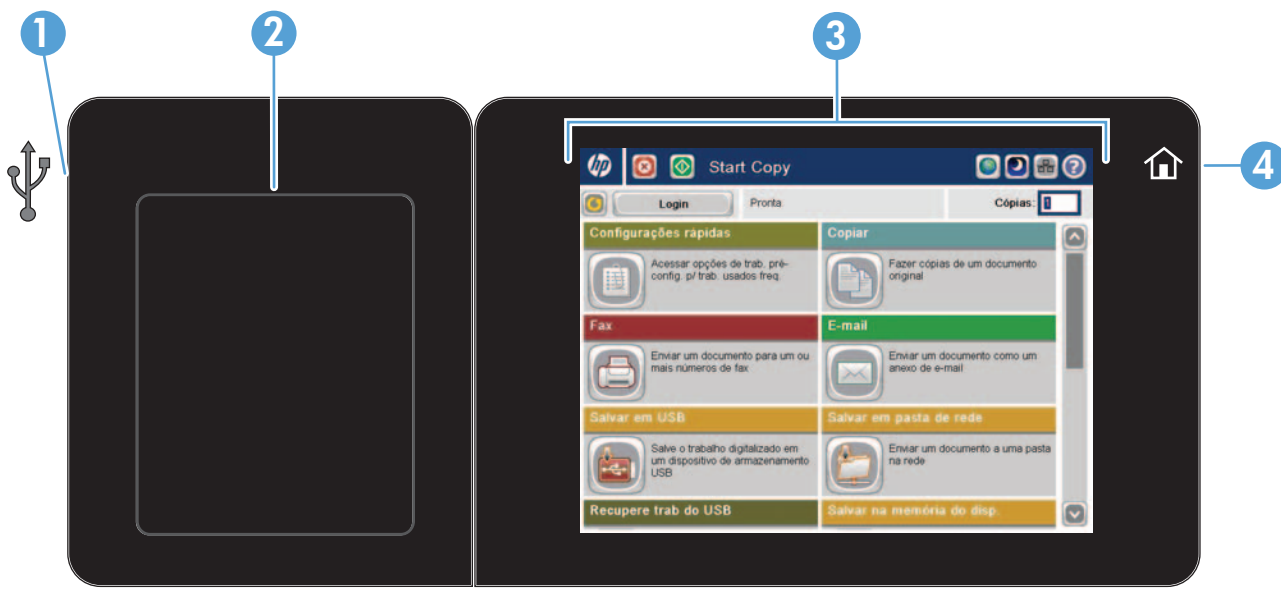 1
2
3
4
hp
Start Copy
?
Login
Pronta
Cópias: 1
Configurações rápidas
Acessar opções de trab. pré-
config. p/ trab. usados freq.
Copiar
Fazer cópias de um documento
original
Fax
Enviar um documento para um ou
mais números de fax
E-mail
Enviar um documento como um
anexo de e-mail
Salvar em USB
Salve o trabalho digitalizado em
um dispositivo de armazenamento
USB
Salvar em pasta de rede
Enviar um documento a uma pasta
na rede
Recupere trab do USB
Salvar na memória do disp.